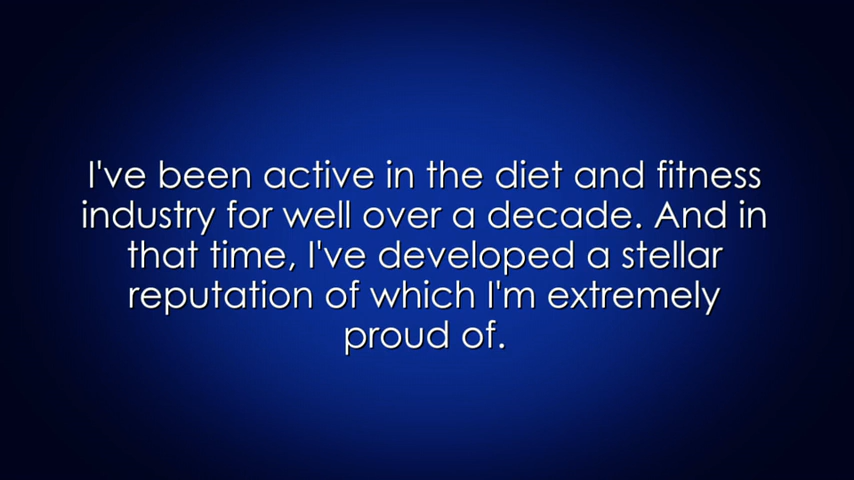 I've been active in the diet and fitness
industry for well over a decade. And in
that time, I've developed a stellar
reputation of which I'm extremely
proud of.